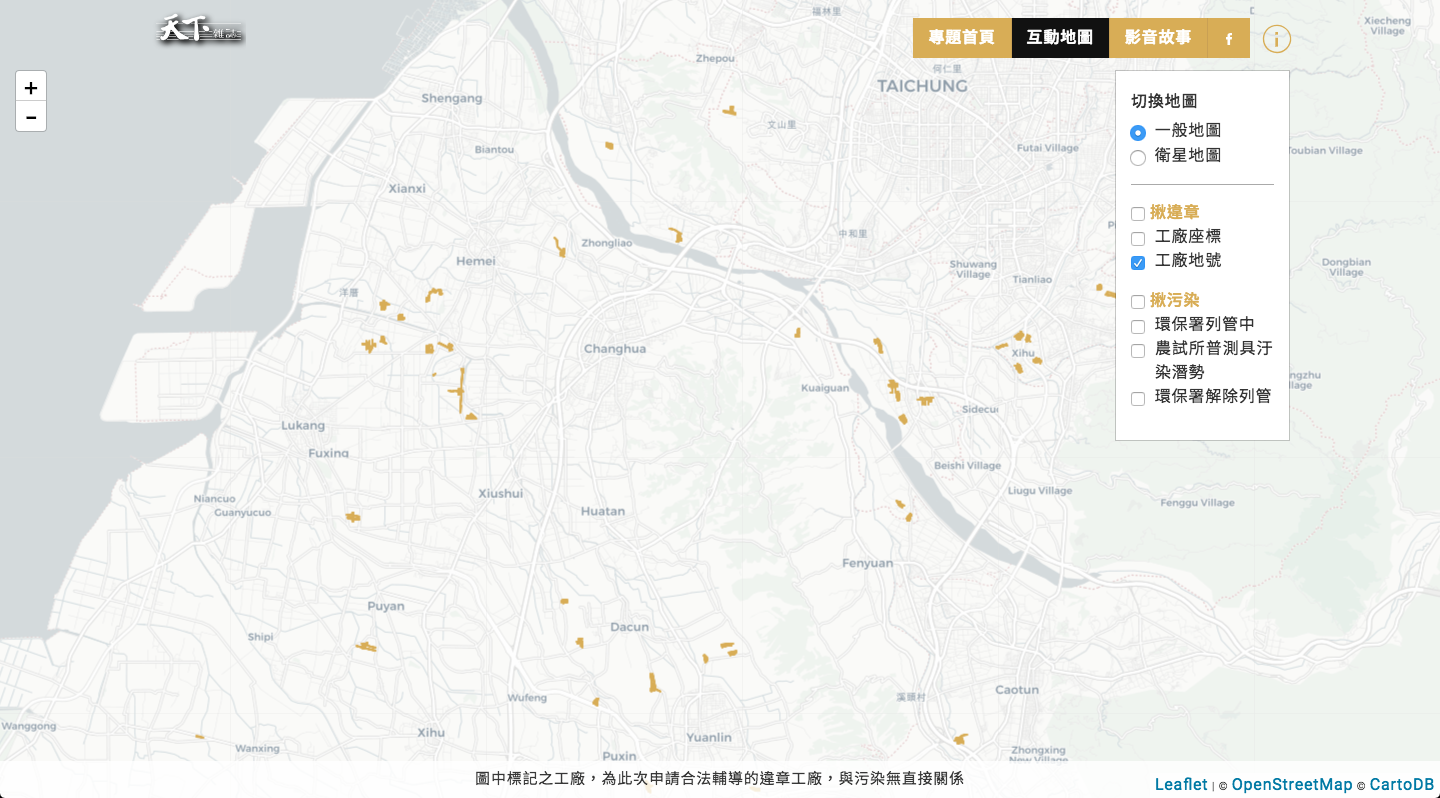 天下雜誌
專題首頁 互動地圖 影音故事 f i
+
−
切換地圖
一般地圖
衛星地圖
揪違章
工廠座標
工廠地號
揪污染
環保署列管中
農試所普測具汙
染潛勢
環保署解除列管
福林里
Xiecheng
Village
Zhepou
何仁里
TAICHUNG
Shengang
文山里
Biantou
Futai Village
Toubian Village
Xianxi
中和里
Zhongliao
Hemei
Shuwang
Village
Tianliao
Dongbian
Village
洋厝
Changhua
Xihu
Kuaiguan
Lukang
Fuxing
Beishi Village
Xiushui
Liugu Village
Niancuo
Guanyucuo
Huatan
Fenggu Village
Fenyuan
Puyan
Dacun
Shipi
Caotun
Wufeng
溪頭村
Wanggong
Xihu
Yuanlin
Wanxing
Puxin
Zhongxing
New Village
圖中標記之工廠，為此次申請合法輔導的違章工廠，與污染無直接關係
Leaflet | © OpenStreetMap © CartoDB